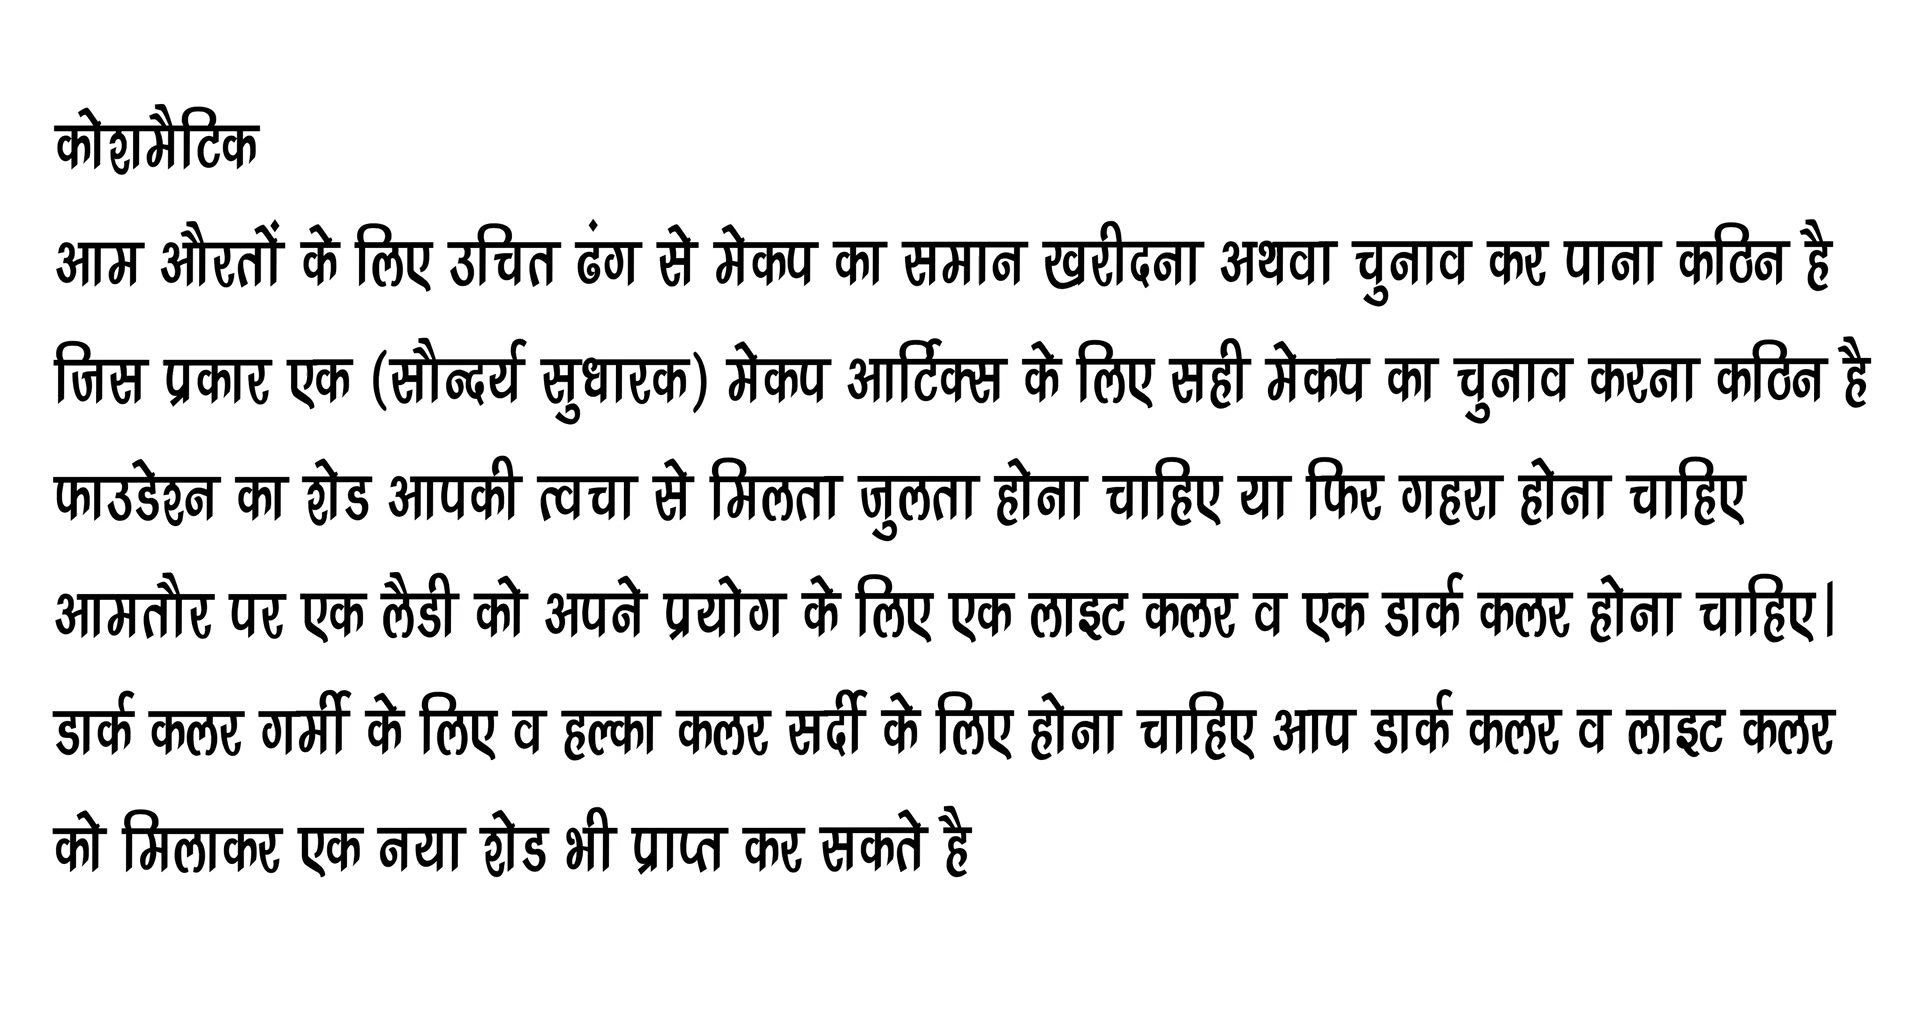 कोशमैटिक
आम औरतों के लिए उचित ढंग से मेकप का समान खरीदना अथवा चुनाव कर पाना कठिन है
जिस प्रकार एक (सौन्दर्य सुधारक) मेकप आर्टिक्स के लिए सही मेकप का चुनाव करना कठिन है
फाउडेश्न का शेड आपकी त्वचा से मिलता जुलता होना चाहिए या फिर गहरा होना चाहिए
आमतौर पर एक लैडी को अपने प्रयोग के लिए एक लाइट कलर व एक डार्क कलर होना चाहिए।
डार्क कलर गर्मी के लिए व हल्का कलर सर्दी के लिए होना चाहिए आप डार्क कलर व लाइट कलर
को मिलाकर एक नया शेड भी प्राप्त कर सकते है